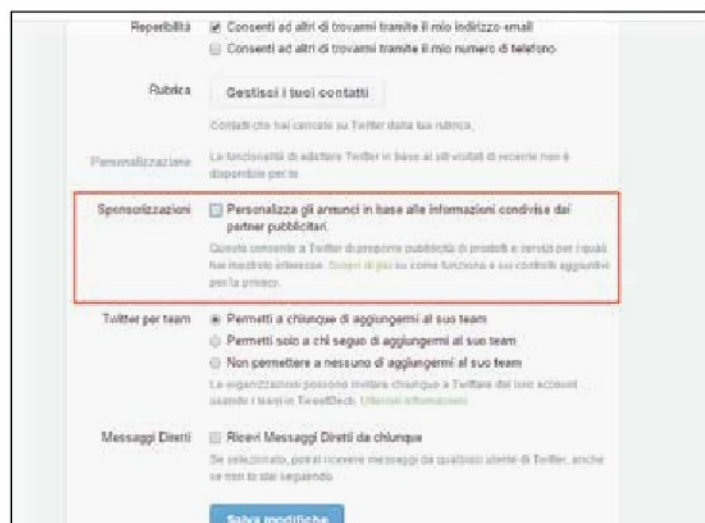 Reperibilità
Consenti ad altri di trovarmi tramite il mio indirizzo email
Consenti ad altri di trovarmi tramite il mio numero di telefono
Rubrica
Gestisci i tuoi contatti
Contatti che hai caricato su Twitter dalla tua rubrica.
Personalizzazione
La funzionalità di adattare Twitter in base ai siti visitati di recente non è
disponibile per te
Sponsorizzazioni
Personalizza gli annunci in base alle informazioni condivise dai
partner pubblicitari.
Questo consente a Twitter di proporre pubblicità di prodotti e servizi per i quali
hai mostrato interesse. Scopri di più su come funziona e sui controlli aggiuntivi
per la privacy.
Twitter per team
Permetti a chiunque di aggiungermi al suo team
Permetti solo a chi seguo di aggiungermi al suo team
Non permettere a nessuno di aggiungermi al suo team
Le organizzazioni possono invitare chiunque a Twittare dal loro account
usando i team in TweetDeck. Ulteriori informazioni
Messaggi Diretti
Ricevi Messaggi Diretti da chiunque
Se selezionato, potrai ricevere messaggi da qualsiasi utente di Twitter, anche
se non lo stai seguendo
Salva modifiche